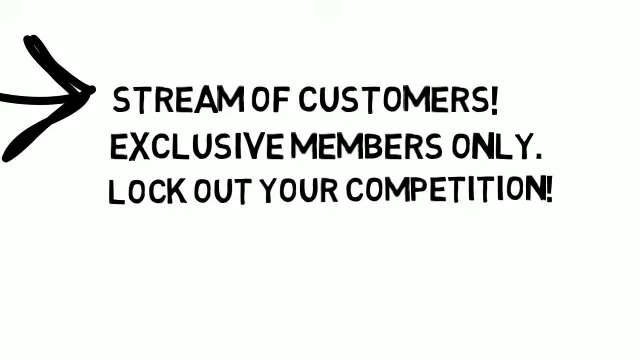 STREAM OF CUSTOMERS!
EXCLUSIVE MEMBERS ONLY.
LOCK OUT YOUR COMPETITION!